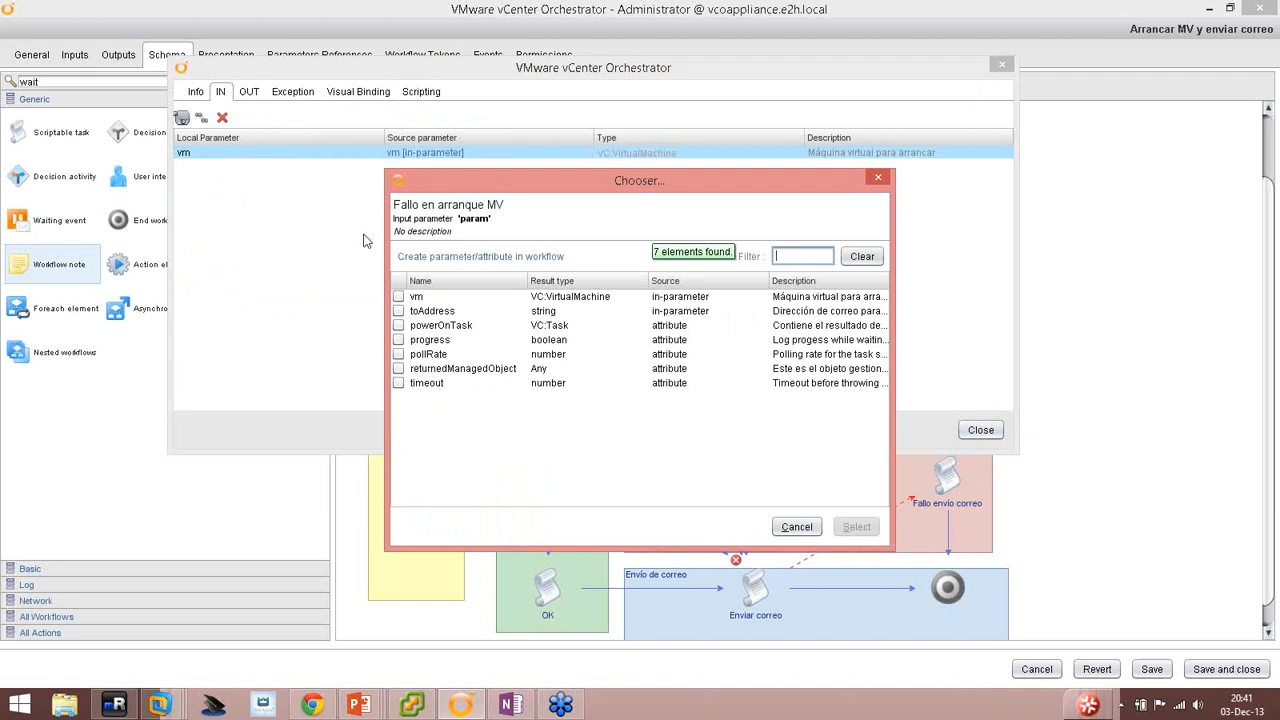 VMware vCenter Orchestrator - Administrator @ vcoappliance.e2h.local
Arrancar MV y enviar correo
General Inputs Outputs Schema Presentation Parameters References Workflow Tokens Events Permissions
wait
Generic
Scriptable task
Decision
Decision activity
User inte
Waiting event
End work
Workflow note
Action el
Foreach element
Asynchro
Nested workflows
Basic
Log
Network
All Workflows
All Actions
VMware vCenter Orchestrator
Info IN OUT Exception Visual Binding Scripting
Local Parameter Source parameter Type Description
vm vm [in-parameter] VC:VirtualMachine Máquina virtual para arrancar
Chooser...
Fallo en arranque MV
Input parameter 'param'
No description
Create parameter/attribute in workflow 7 elements found. Filter : Clear
Name Result type Source Description
vm VC:VirtualMachine in-parameter Máquina virtual para arra...
toAddress string in-parameter Dirección de correo para...
powerOnTask VC:Task attribute Contiene el resultado de...
progress boolean attribute Log progess while waitin...
pollRate number attribute Polling rate for the task s...
returnedManagedObject Any attribute Este es el objeto gestion...
timeout number attribute Timeout before throwing ...
Cancel Select
Close
Fallo envío correo
Envío de correo
OK
Enviar correo
Cancel Revert Save Save and close
20:41
03-Dec-13